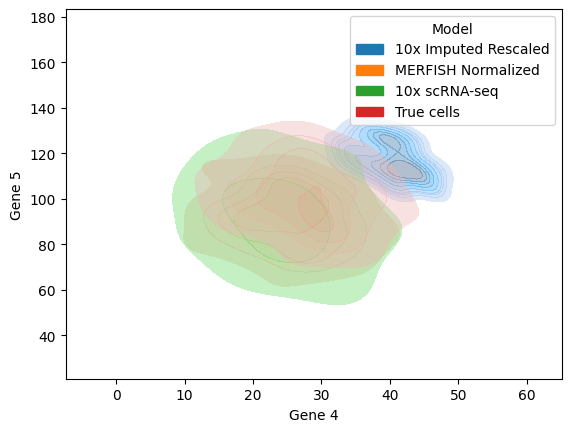 180
160
140
120
100
80
60
40
Gene 5
0
10
20
30
40
50
60
Gene 4
Model
10x Imputed Rescaled
MERFISH Normalized
10x scRNA-seq
True cells